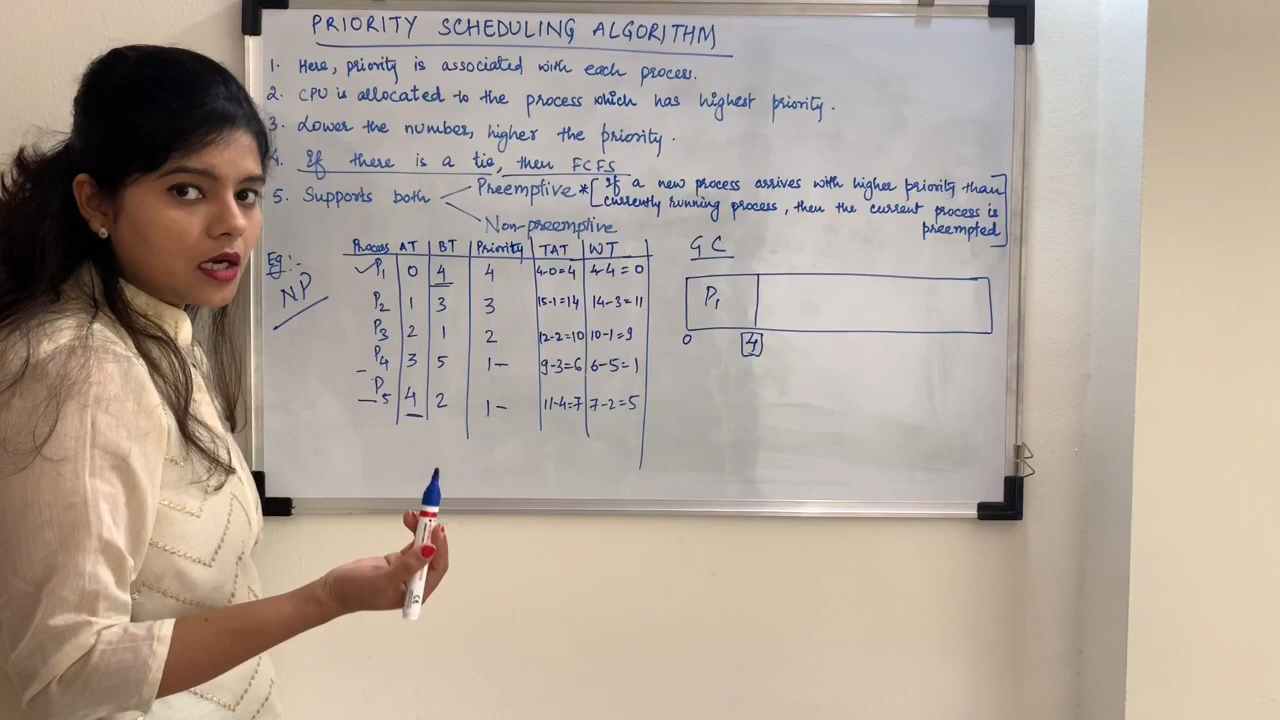 PRIORITY SCHEDULING ALGORITHM
1. Here, priority is associated with each process.
2. CPU is allocated to the process which has highest priority.
3. Lower the number, higher the priority.
4. If there is a tie, then FCFS
5. Supports both
Preemptive * [If a new process arrives with higher priority than
currently running process, then the current process is
preempted]
Non-preemptive
Eg:-
NP
Process AT BT Priority TAT WT
✓P1 0 4 4 4-0=4 4-4=0
P2 1 3 3 15-1=14 14-3=11
P3 2 1 2 12-2=10 10-1=9
P4 3 5 1- 9-3=6 6-5=1
P5 4 2 1- 11-4=7 7-2=5
GC
P1
0 4